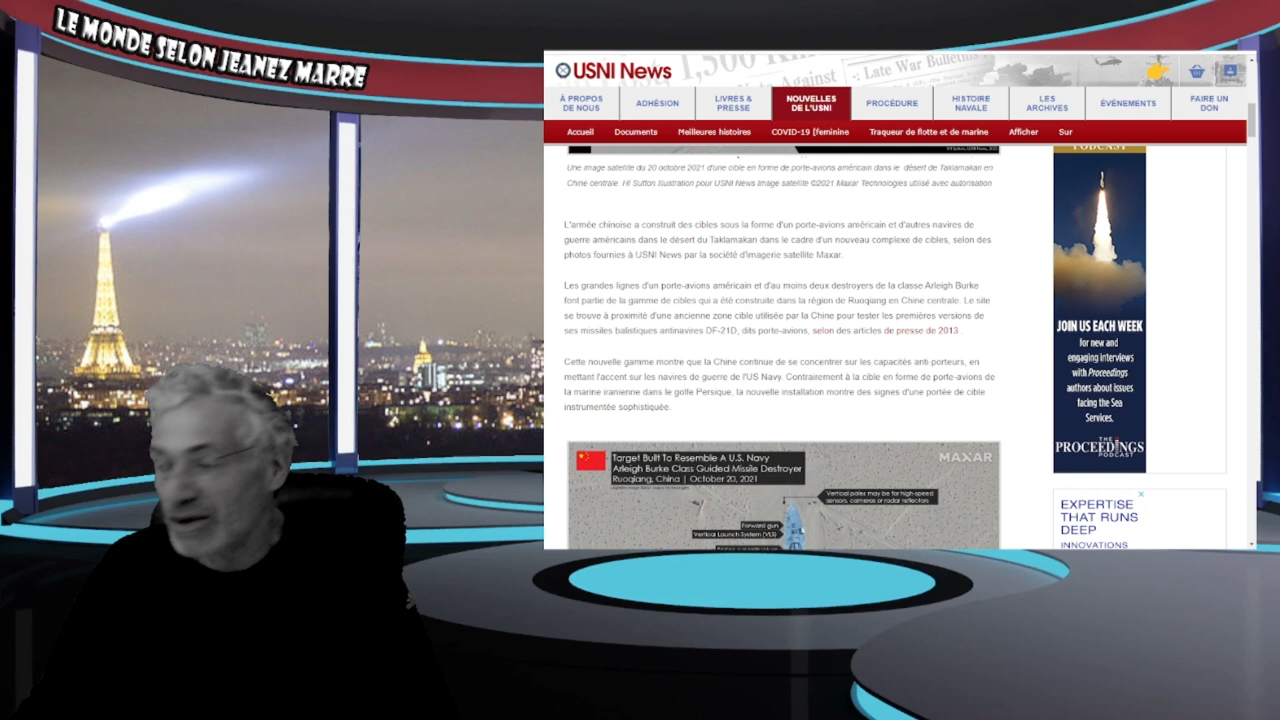 LE MONDE SELON JEANEZ MARRE
USNI News
1,500
Vote Against
-: Late War Bulletins
À PROPOS
DE NOUS
ADHÉSION
LIVRES &
PRESSE
NOUVELLES
DE L'USNI
PROCÉDURE
HISTOIRE
NAVALE
LES
ARCHIVES
ÉVÉNEMENTS
FAIRE UN
DON
Accueil Documents Meilleures histoires COVID-19 [feminine Traqueur de flotte et de marine Afficher Sur
Une image satellite du 20 octobre 2021 d'une cible en forme de porte-avions américain dans le désert de Taklamakan en
Chine centrale. HI Sutton Illustration pour USNI News Image satellite ©2021 Maxar Technologies utilisé avec autorisation
L'armée chinoise a construit des cibles sous la forme d'un porte-avions américain et d'autres navires de
guerre américains dans le désert du Taklamakan dans le cadre d'un nouveau complexe de cibles, selon des
photos fournies à USNI News par la société d'imagerie satellite Maxar.
Les grandes lignes d'un porte-avions américain et d'au moins deux destroyers de la classe Arleigh Burke
font partie de la gamme de cibles qui a été construite dans la région de Ruoqiang en Chine centrale. Le site
se trouve à proximité d'une ancienne zone cible utilisée par la Chine pour tester les premières versions de
ses missiles balistiques antinavires DF-21D, dits porte-avions, selon des articles de presse de 2013 .
Cette nouvelle gamme montre que la Chine continue de se concentrer sur les capacités anti-porteurs, en
mettant l'accent sur les navires de guerre de l'US Navy. Contrairement à la cible en forme de porte-avions de
la marine iranienne dans le golfe Persique, la nouvelle installation montre des signes d'une portée de cible
instrumentée sophistiquée.
Target Built To Resemble A U.S. Navy
Arleigh Burke Class Guided Missile Destroyer
Ruoqiang, China | October 20, 2021
MAXAR
Vertical poles may be for high-speed
sensors, cameras or radar reflectors
Forward gun
Vertical Launch System (VLS)
PODCAST
JOIN US EACH WEEK
for new and
engaging interviews
with Proceedings
authors about issues
facing the Sea
Services.
THE
PROCEEDINGS
PODCAST
EXPERTISE
THAT RUNS
DEEP
INNOVATIONS